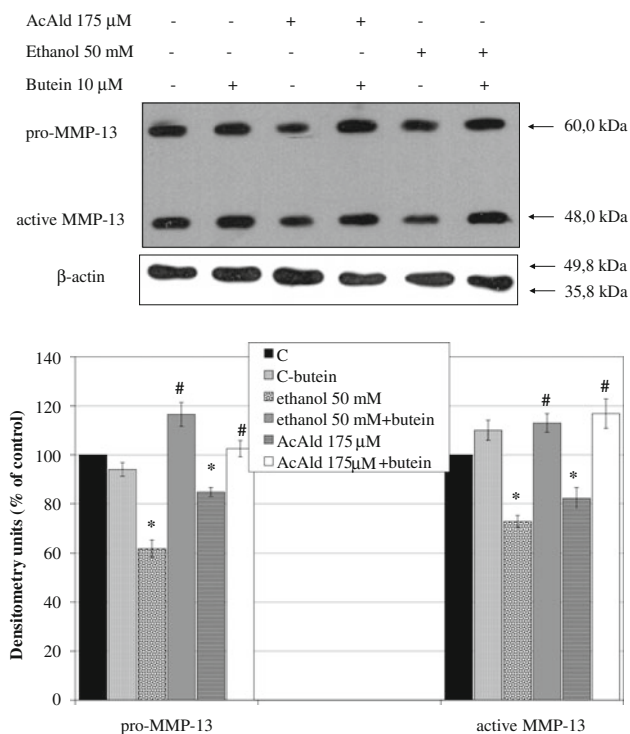 AcAld 175 µM - - + + - -
Ethanol 50 mM - - - - + +
Butein 10 µM - + - + - +
pro-MMP-13 60,0 kDa
active MMP-13 48,0 kDa
β-actin 49,8 kDa
35,8 kDa
Densitometry units (% of control)
140
120
100
80
60
40
20
0
C
C-butein
ethanol 50 mM
ethanol 50 mM+butein
AcAld 175 µM
AcAld 175µM+butein
* # * #
* # * #
pro-MMP-13 active MMP-13